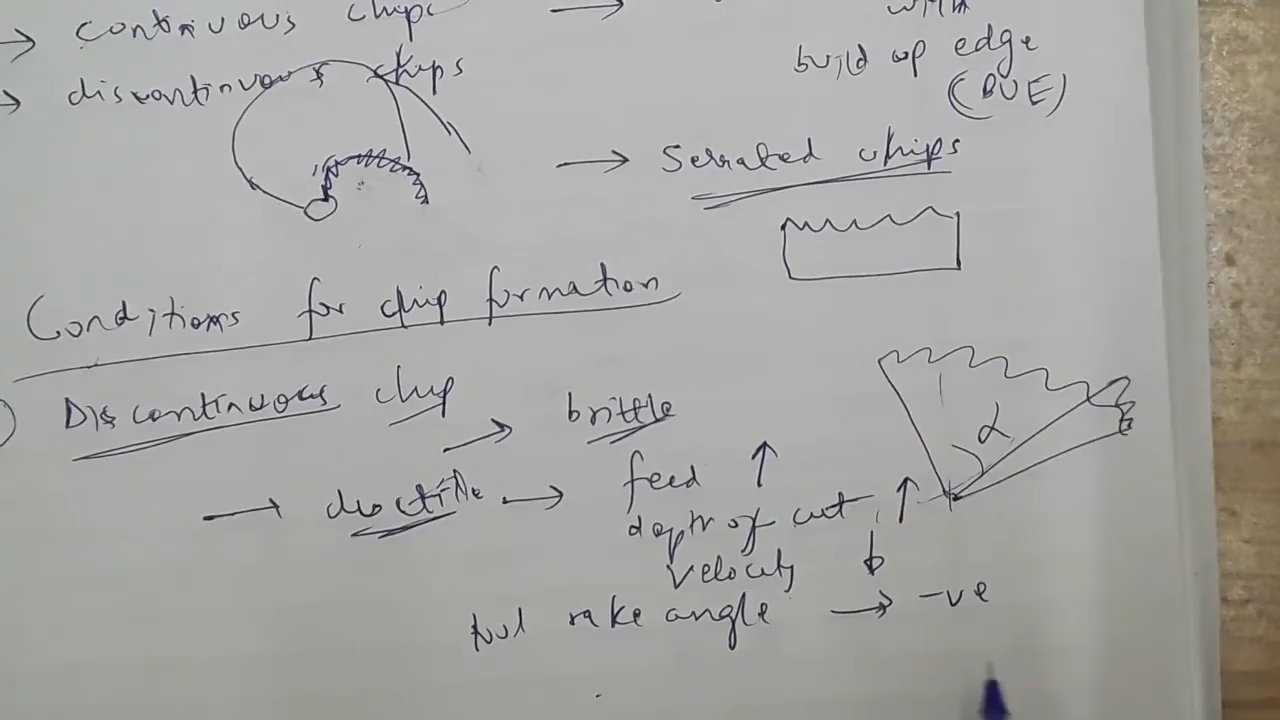 → continuous chips →
with
build up edge
(BUE)
→ discontinuous chips
→ Serrated chips
Conditions for chip formation
Discontinuous chip
→ brittle
→ ductile → feed ↑
depth of cut, ↑
velocity ↓
tool rake angle → -ve
α